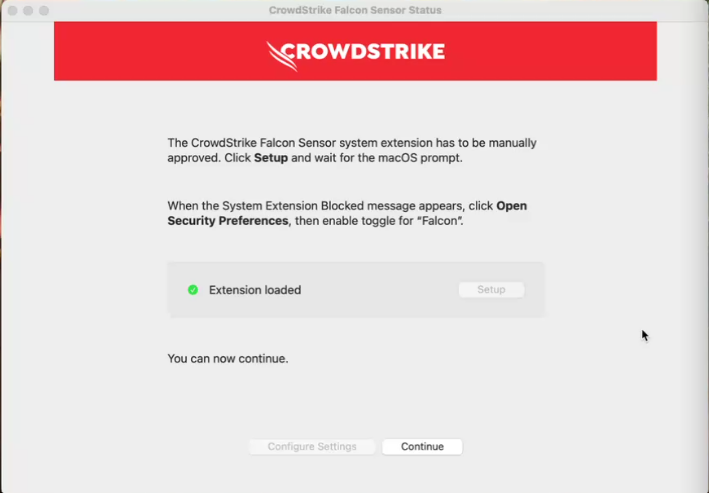 CrowdStrike Falcon Sensor Status
CROWDSTRIKE
The CrowdStrike Falcon Sensor system extension has to be manually
approved. Click Setup and wait for the macOS prompt.
When the System Extension Blocked message appears, click Open
Security Preferences, then enable toggle for “Falcon”.
Extension loaded
Setup
You can now continue.
Configure Settings
Continue